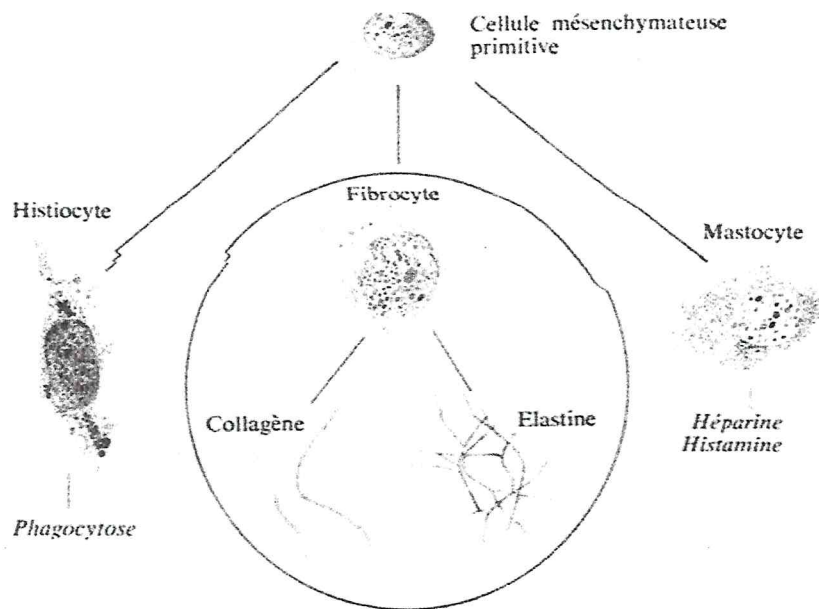 Cellule mésenchymateuse
primitive
Histiocyte
Fibrocyte
Mastocyte
Collagène
Elastine
Héparine
Histamine
Phagocytose